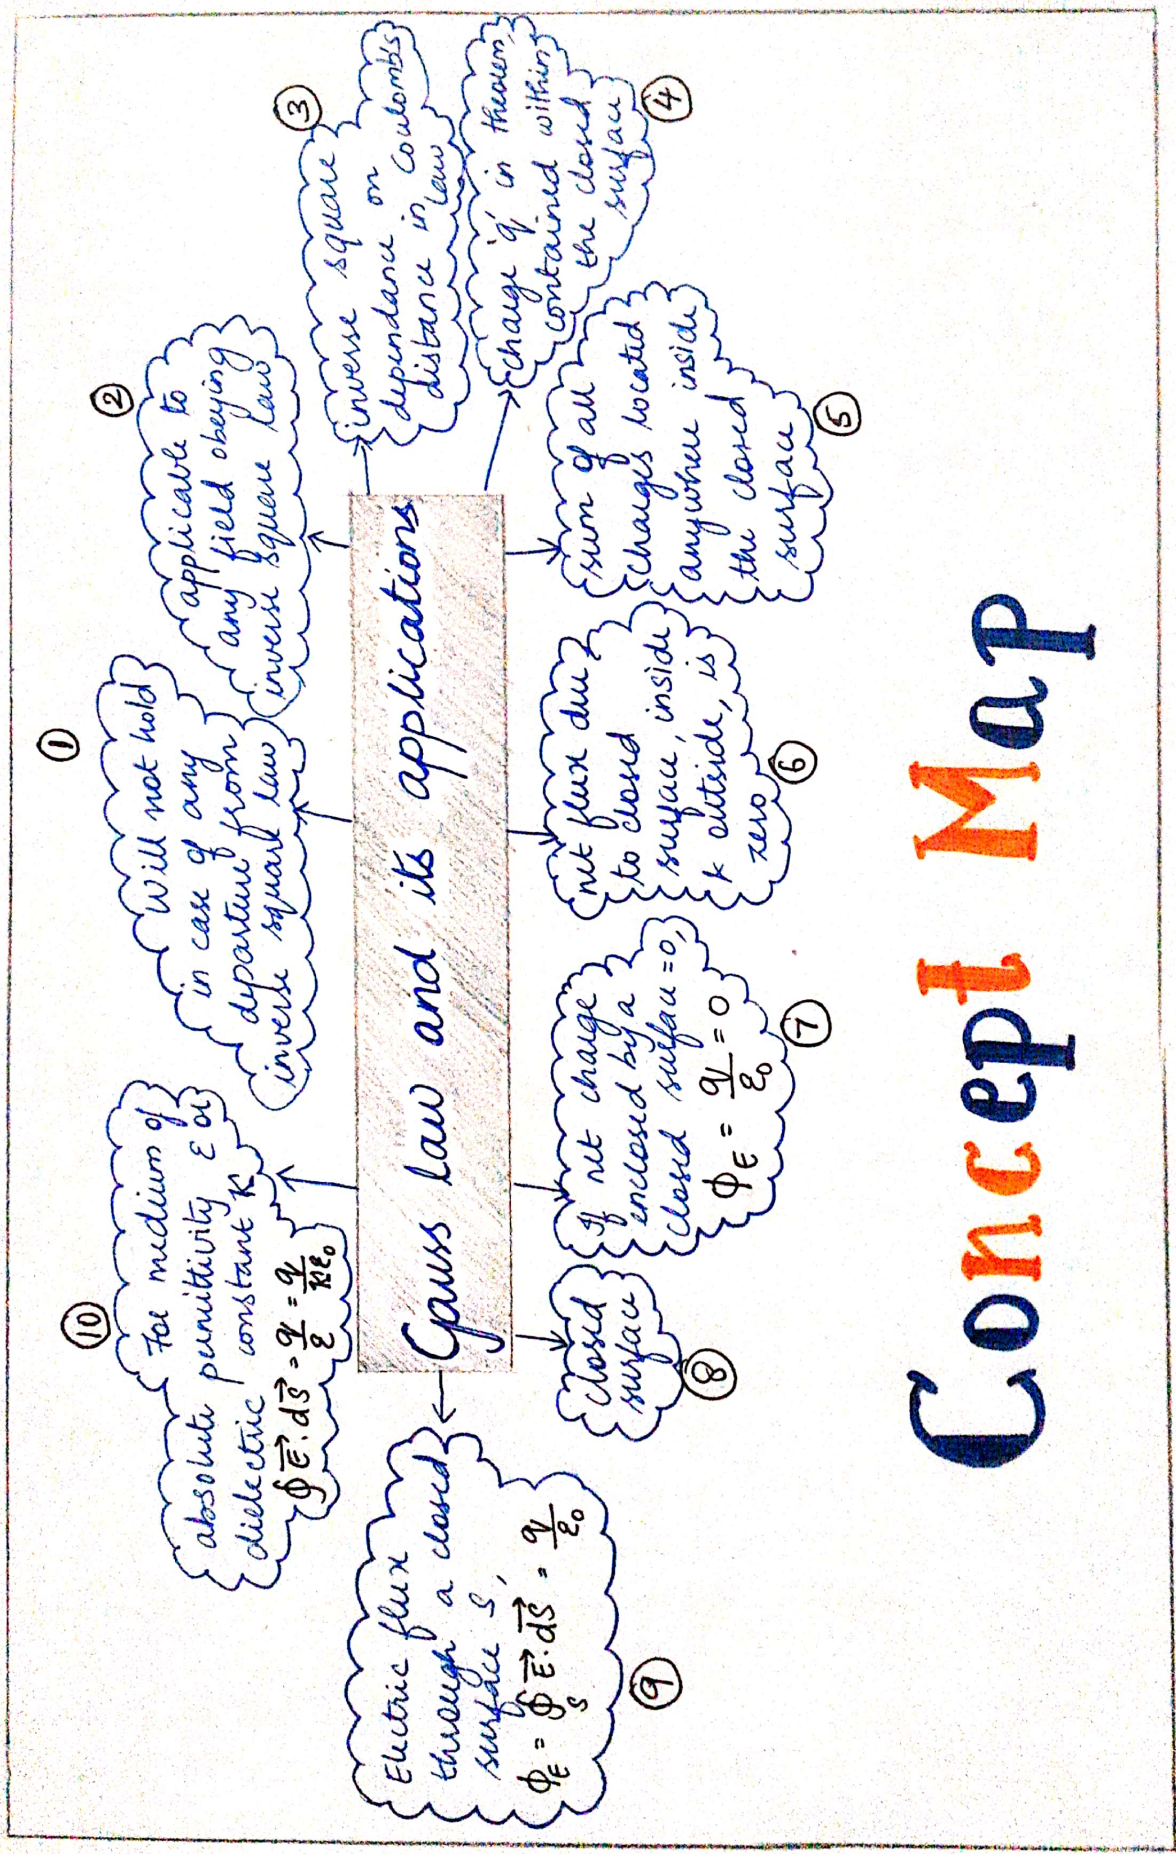 ①
Will not hold
in case of any
departure from
inverse square law
②
applicable to
any field obeying
inverse square law
③
inverse square
dependance on
distance in Coulomb's
law
④
charge 'q' in theorem,
contained within
the closed
surface
⑤
sum of all
charges located
anywhere inside
the closed
surface
⑥
net flux due
to closed
surface, inside
& outside, is
zero
⑦
If net charge
enclosed by a
closed surface = 0,
ϕE = q/ε₀ = 0
⑧
closed
surface
⑨
Electric flux
through a closed
surface S,
ϕE = ∮S E⃗.dS⃗ = q/ε₀
⑩
For medium of
absolute permittivity ε or
dielectric constant K
∮E⃗.dS⃗ = q/ε = q/Kε₀
Gauss law and its applications
Concept Map